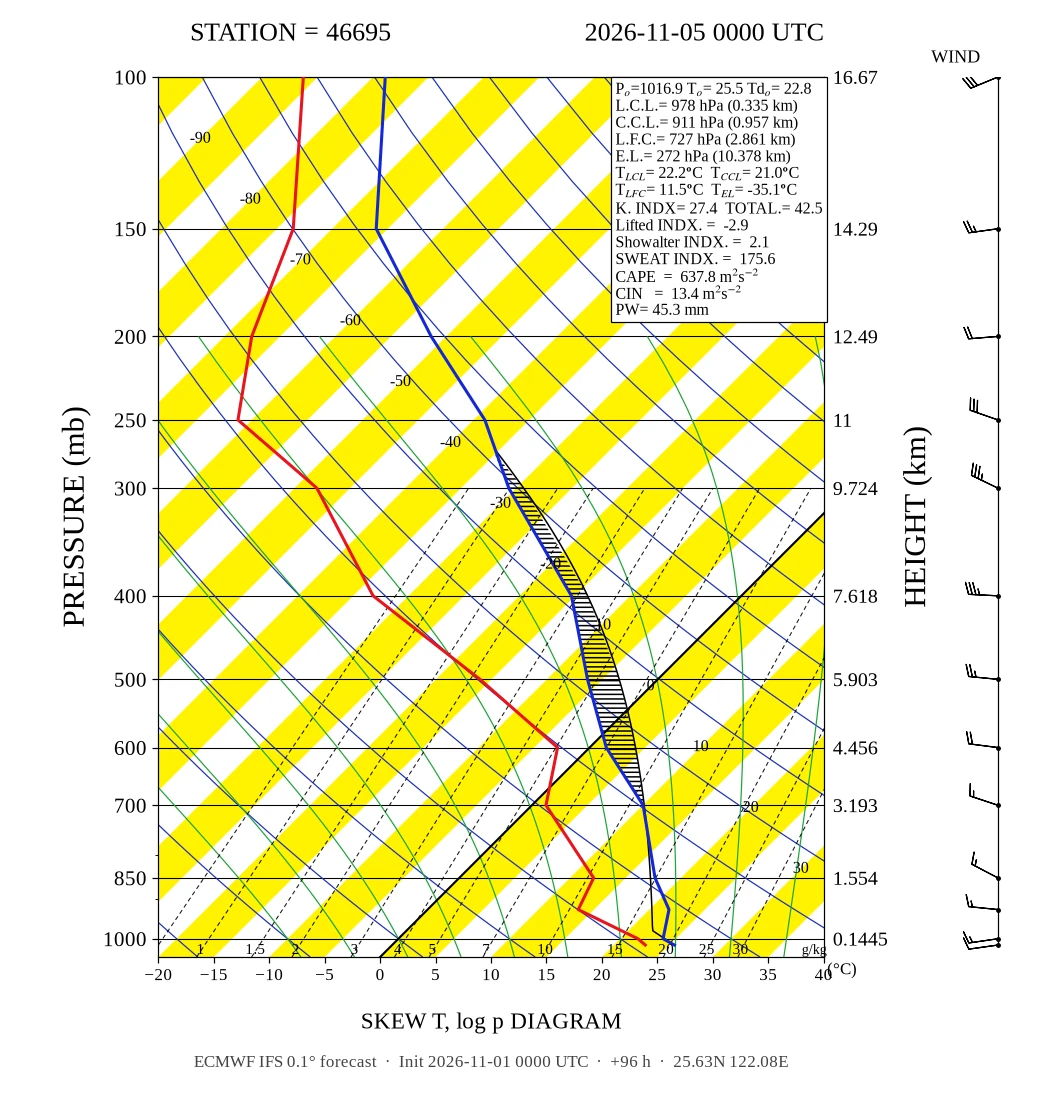 STATION = 46695
2026-11-05 0000 UTC
WIND
Pₒ=1016.9 Tₒ= 25.5 Tdₒ= 22.8
L.C.L.= 978 hPa (0.335 km)
C.C.L.= 911 hPa (0.957 km)
L.F.C.= 727 hPa (2.861 km)
E.L.= 272 hPa (10.378 km)
T_LCL= 22.2°C T_CCL= 21.0°C
T_LFC= 11.5°C T_EL= -35.1°C
K. INDX= 27.4 TOTAL.= 42.5
Lifted INDX. = -2.9
Showalter INDX. = 2.1
SWEAT INDX. = 175.6
CAPE = 637.8 m²s⁻²
CIN = 13.4 m²s⁻²
PW= 45.3 mm
100
150
200
250
300
400
500
600
700
850
1000
PRESSURE (mb)
-90
-80
-70
-60
-50
-40
-30
-20
-10
0
10
20
30
16.67
14.29
12.49
11
9.724
7.618
5.903
4.456
3.193
1.554
0.1445
HEIGHT (km)
1 1.5 2 3 4 5 7 10 15 20 25 30 g/kg
−20 −15 −10 −5 0 5 10 15 20 25 30 35 40 (°C)
SKEW T, log p DIAGRAM
ECMWF IFS 0.1° forecast · Init 2026-11-01 0000 UTC · +96 h · 25.63N 122.08E